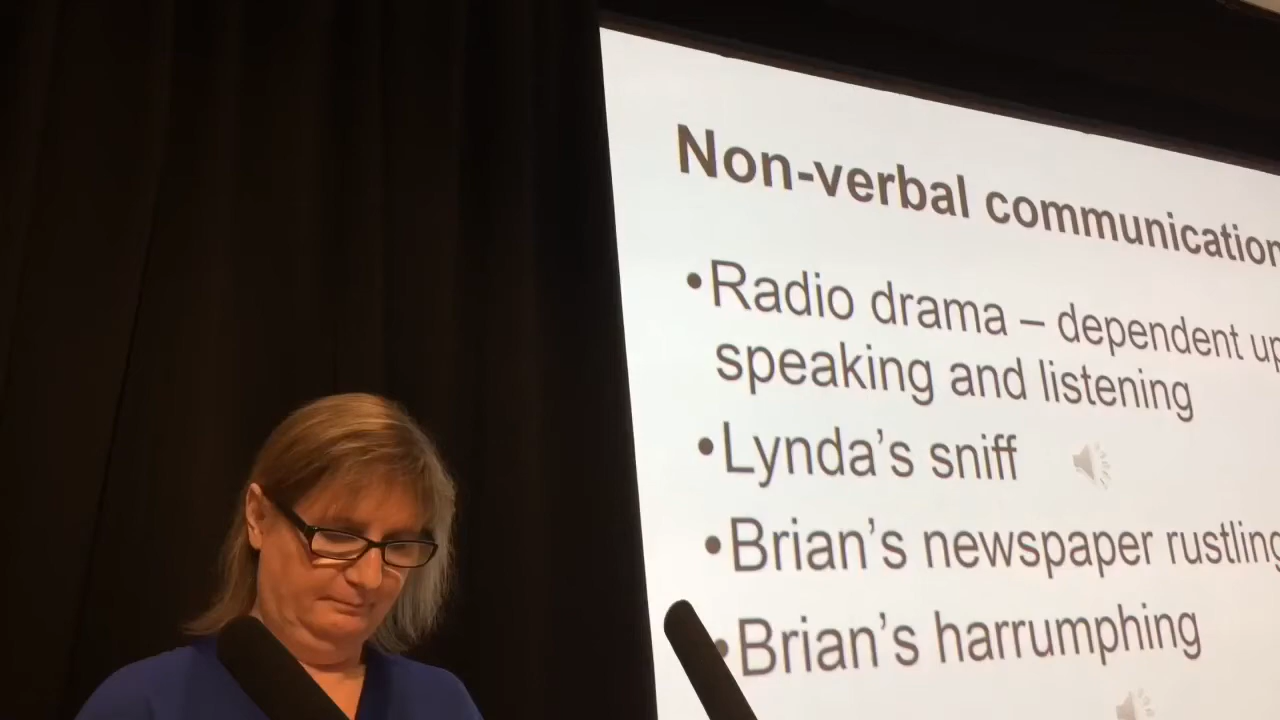 Non-verbal communication
•Radio drama – dependent
speaking and listening
•Lynda’s sniff
•Brian’s newspaper rustling
•Brian’s harrumphing